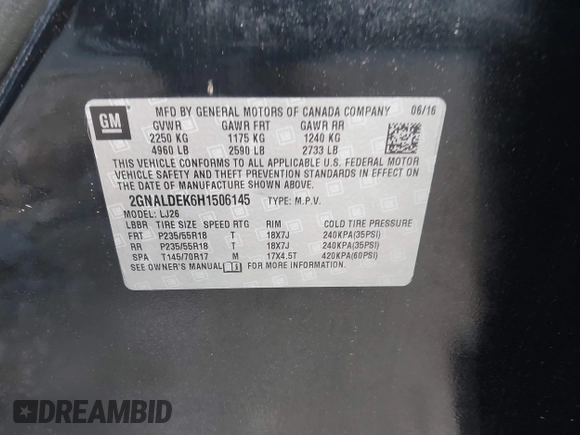 GM
MFD BY GENERAL MOTORS OF CANADA COMPANY 06/16
GVWR GAWR FRT GAWR RR
2250 KG 1175 KG 1240 KG
4960 LB 2590 LB 2733 LB
THIS VEHICLE CONFORMS TO ALL APPLICABLE U.S. FEDERAL MOTOR
VEHICLE SAFETY AND THEFT PREVENTION STANDARDS IN EFFECT ON
THE DATE OF MANUFACTURE SHOWN ABOVE.
2GNALDEK6H1506145 TYPE: M.P.V.
MODEL: LJ26
LBBR TIRE SIZE SPEED RTG RIM COLD TIRE PRESSURE
FRT P235/55R18 T 18X7J 240KPA(35PSI)
RR P235/55R18 T 18X7J 240KPA(35PSI)
SPA T145/70R17 M 17X4.5T 420KPA(60PSI)
SEE OWNER'S MANUAL FOR MORE INFORMATION.
DREAMBID